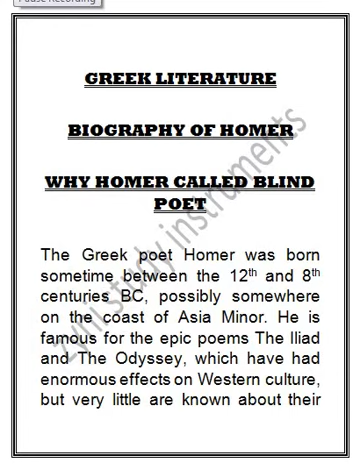 Pause Recording
GREEK LITERATURE
BIOGRAPHY OF HOMER
WHY HOMER CALLED BLIND
POET
The Greek poet Homer was born
sometime between the 12th and 8th
centuries BC, possibly somewhere
on the coast of Asia Minor. He is
famous for the epic poems The Iliad
and The Odyssey, which have had
enormous effects on Western culture,
but very little are known about their
study instruments